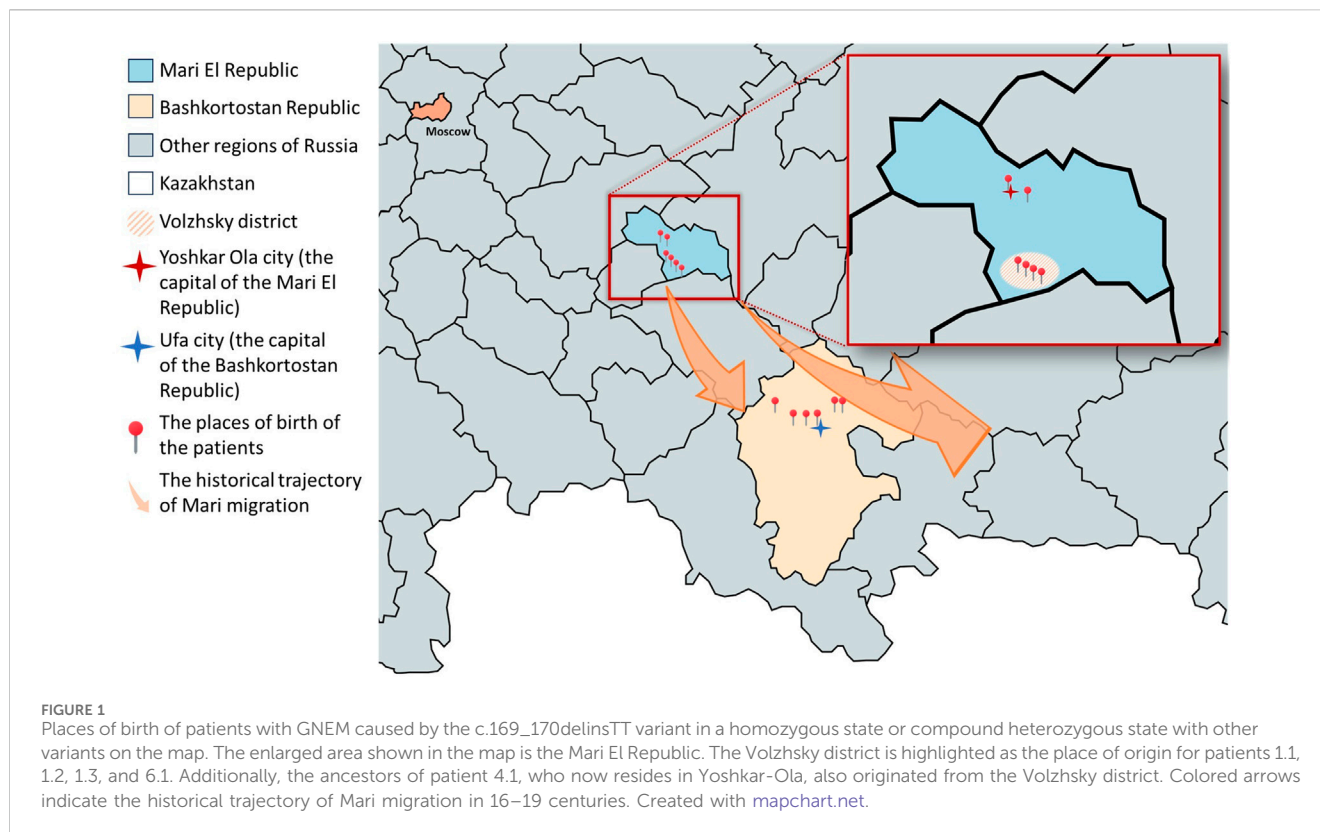 Mari El Republic
Bashkortostan Republic
Other regions of Russia
Kazakhstan
Volzhsky district
Yoshkar Ola city (the
capital of the Mari El
Republic)
Ufa city (the capital
of the Bashkortostan
Republic)
The places of birth of
the patients
The historical trajectory
of Mari migration
Moscow
FIGURE 1
Places of birth of patients with GNEM caused by the c.169_170delinsTT variant in a homozygous state or compound heterozygous state with other
variants on the map. The enlarged area shown in the map is the Mari El Republic. The Volzhsky district is highlighted as the place of origin for patients 1.1,
1.2, 1.3, and 6.1. Additionally, the ancestors of patient 4.1, who now resides in Yoshkar-Ola, also originated from the Volzhsky district. Colored arrows
indicate the historical trajectory of Mari migration in 16–19 centuries. Created with mapchart.net.